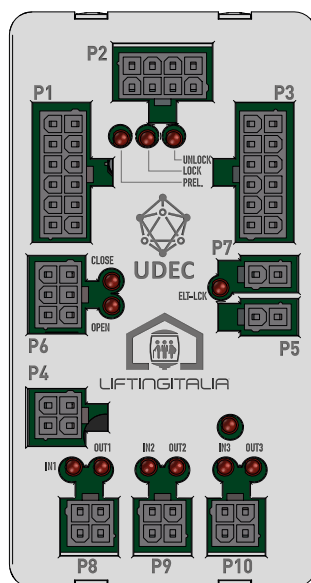 P2
P1
P3
UNLOCK
LOCK
PREL.
UDEC
P7
CLOSE
ELT-LCK
OPEN
P6
P5
P4
LIFTINGITALIA
IN1
OUT1
IN2
OUT2
IN3
OUT3
P8
P9
P10